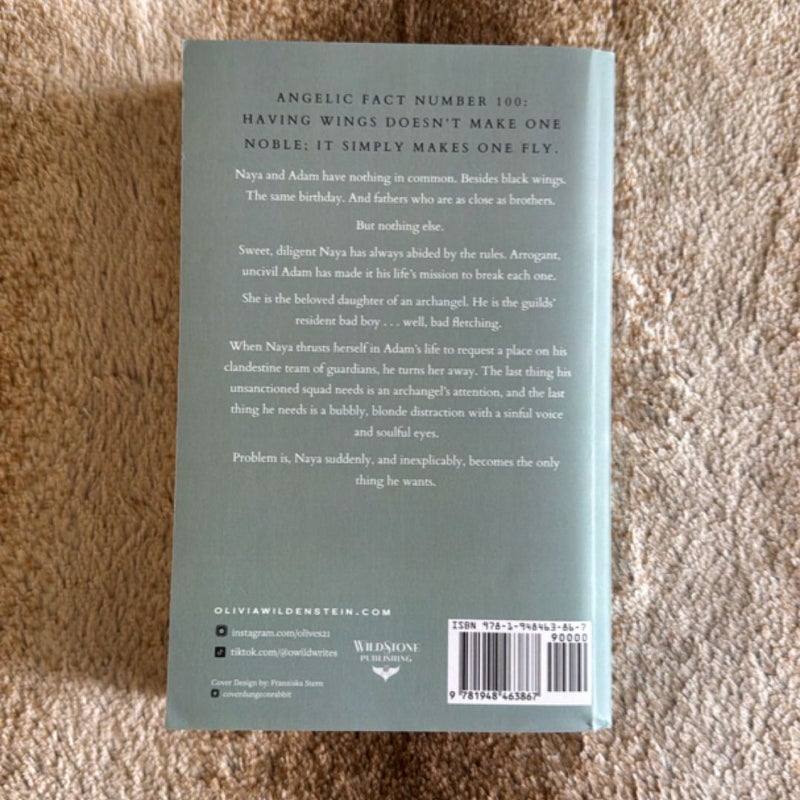 ANGELIC FACT NUMBER 100:
HAVING WINGS DOESN'T MAKE ONE
NOBLE; IT SIMPLY MAKES ONE FLY.
Naya and Adam have nothing in common. Besides black wings.
The same birthday. And fathers who are as close as brothers.
But nothing else.
Sweet, diligent Naya has always abided by the rules. Arrogant,
uncivil Adam has made it his life's mission to break each one.
She is the beloved daughter of an archangel. He is the guilds'
resident bad boy . . . well, bad fletching.
When Naya thrusts herself in Adam's life to request a place on his
clandestine team of guardians, he turns her away. The last thing his
unsanctioned squad needs is an archangel's attention, and the last
thing he needs is a bubbly, blonde distraction with a sinful voice
and soulful eyes.
Problem is, Naya suddenly, and inexplicably, becomes the only
thing he wants.
OLIVIAWILDENSTEIN.COM
instagram.com/olives21
tiktok.com/@owildwrites
Cover Design by: Franziska Stern
coverdungeonrabbit
WILDSTONE
PUBLISHING
ISBN 978-1-948463-86-7
90000
9 781948 463867